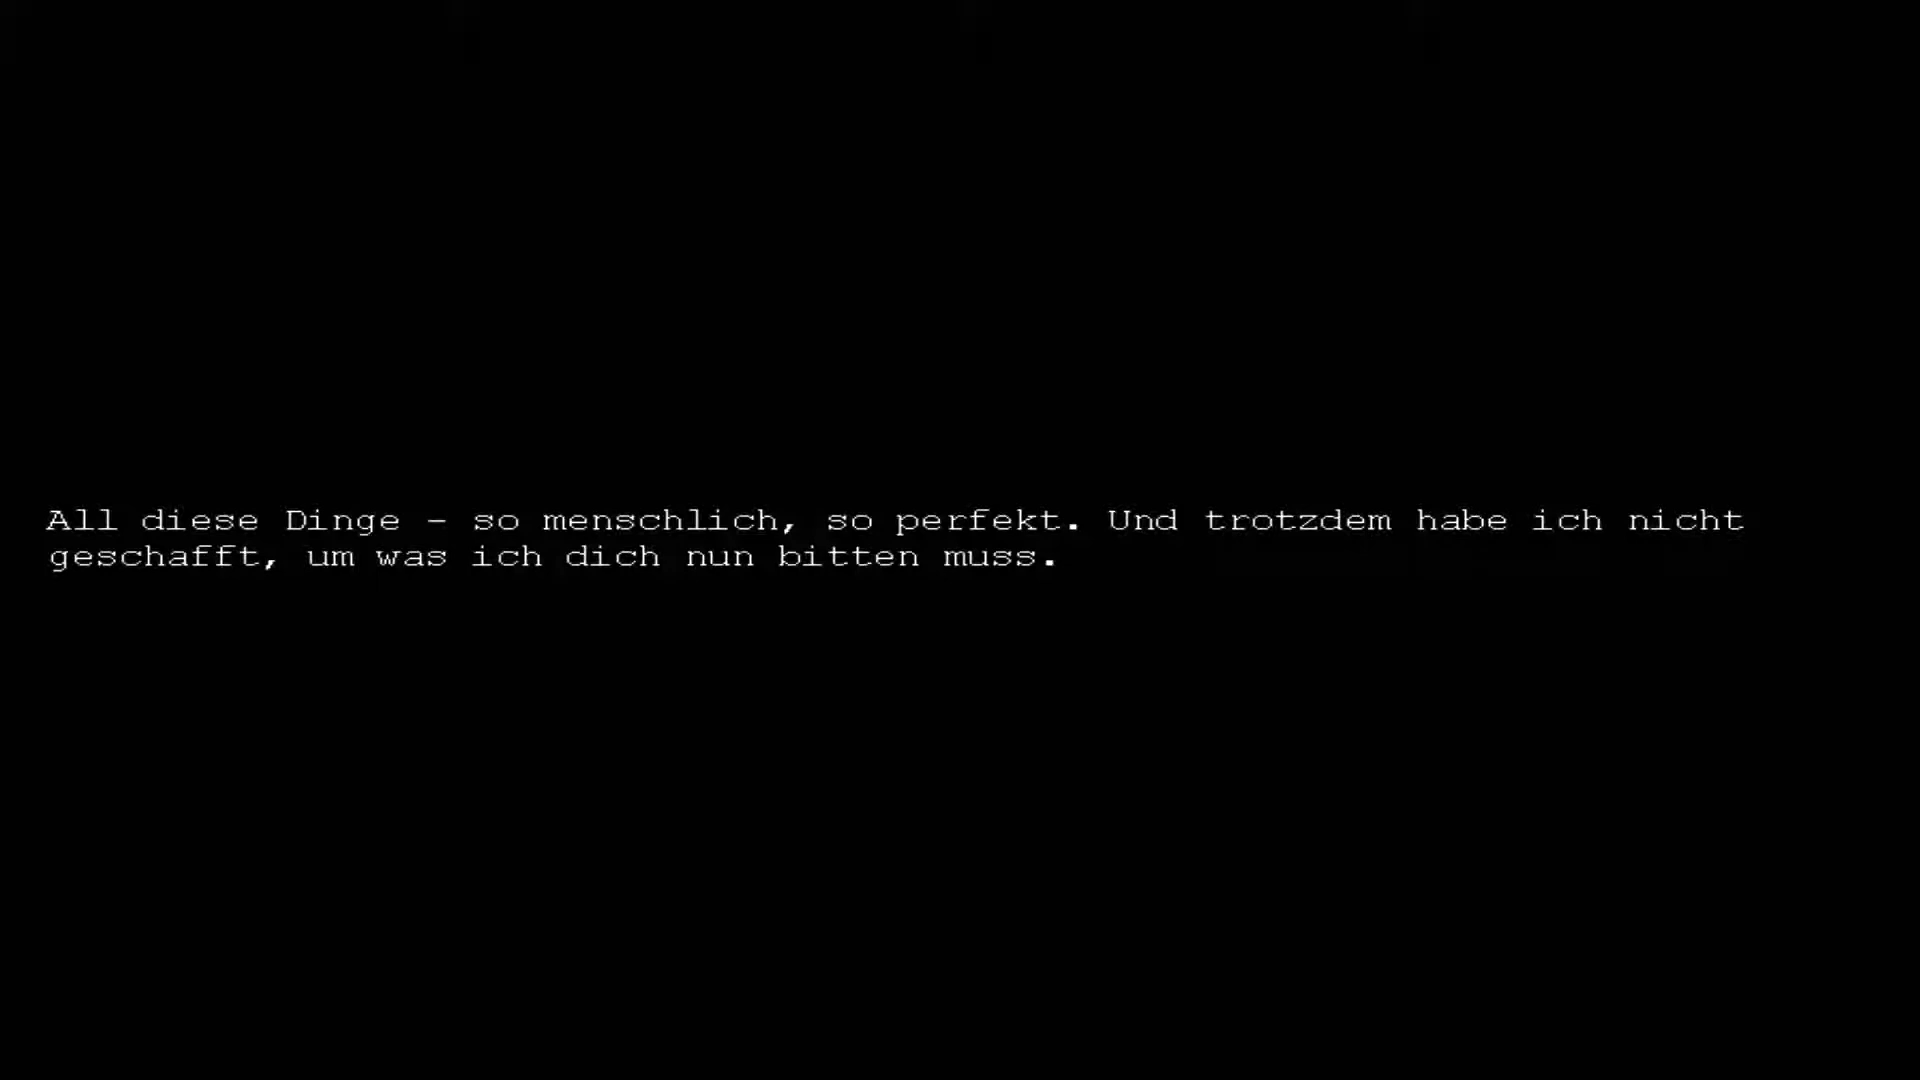 All diese Dinge - so menschlich, so perfekt. Und trotzdem habe ich nicht
geschafft, um was ich dich nun bitten muss.